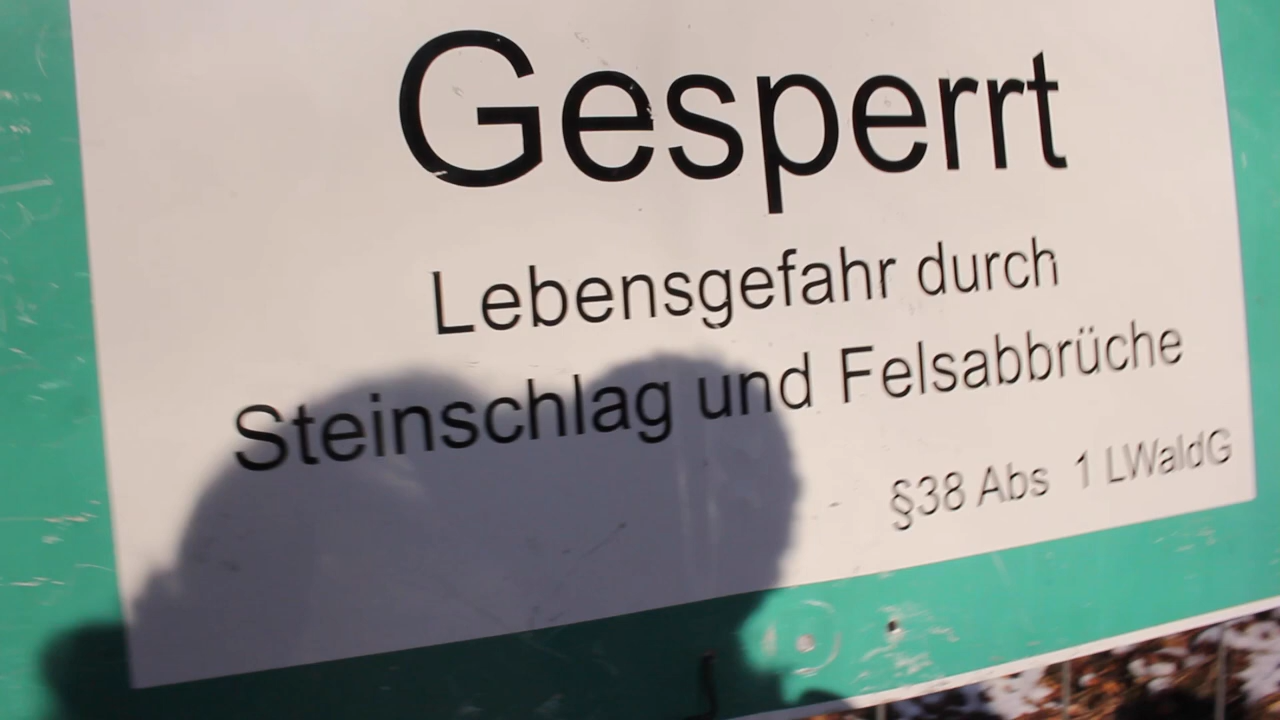 Gesperrt
Lebensgefahr durch
Steinschlag und Felsabbrüche
§38 Abs 1 LWaldG